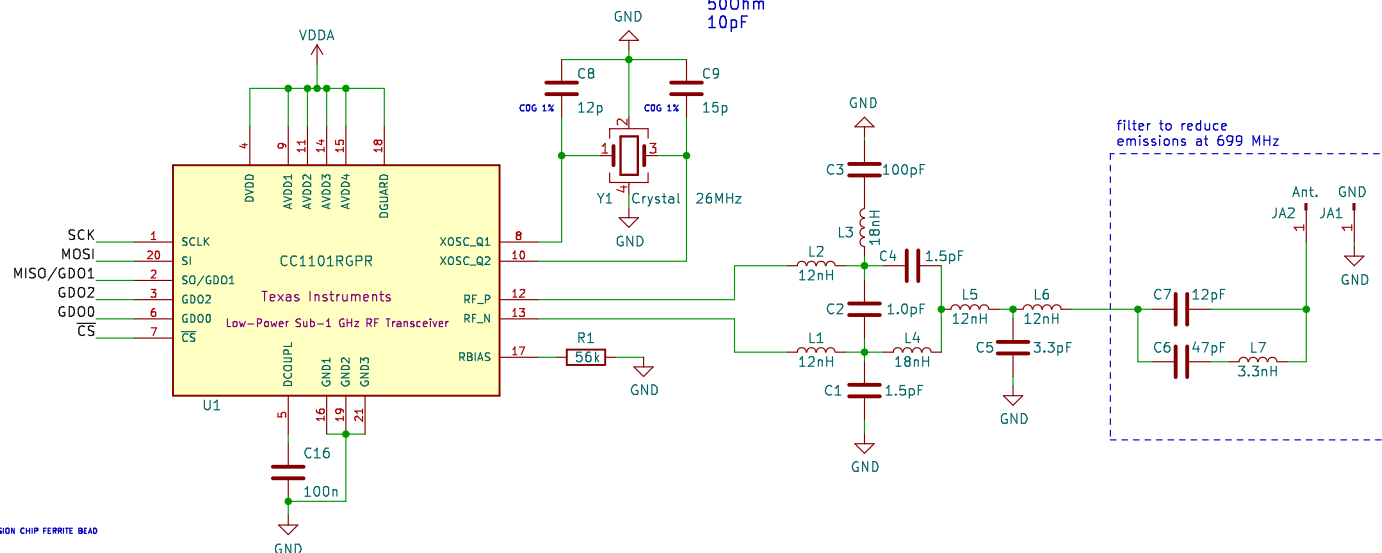 50Ohm
10pF
GND
VDDA
C8
12p
COG 1%
C9
15p
COG 1%
2
1
3
4
Y1
Crystal
26MHz
GND
4
9
11
14
15
18
DVDD
AVDD1
AVDD2
AVDD3
AVDD4
DGUARD
SCK
1
SCLK
MOSI
20
SI
MISO/GDO1
2
SO/GDO1
GDO2
3
GDO2
GDO0
6
GDO0
CS
7
CS
CC1101RGPR
Texas Instruments
Low-Power Sub-1 GHz RF Transceiver
XOSC_Q1
8
XOSC_Q2
10
RF_P
12
RF_N
13
RBIAS
17
R1
56k
GND
DCOUPL
GND1
GND2
GND3
U1
5
16
19
21
C16
100n
GND
GND
C3
100pF
L3
18nH
L2
12nH
C4
1.5pF
C2
1.0pF
L1
12nH
L4
18nH
C1
1.5pF
GND
L5
12nH
L6
12nH
C5
3.3pF
GND
filter to reduce
emissions at 699 MHz
Ant.
GND
JA2
JA1
1
1
GND
C7
12pF
C6
47pF
L7
3.3nH
SION CHIP FERRITE BEAD